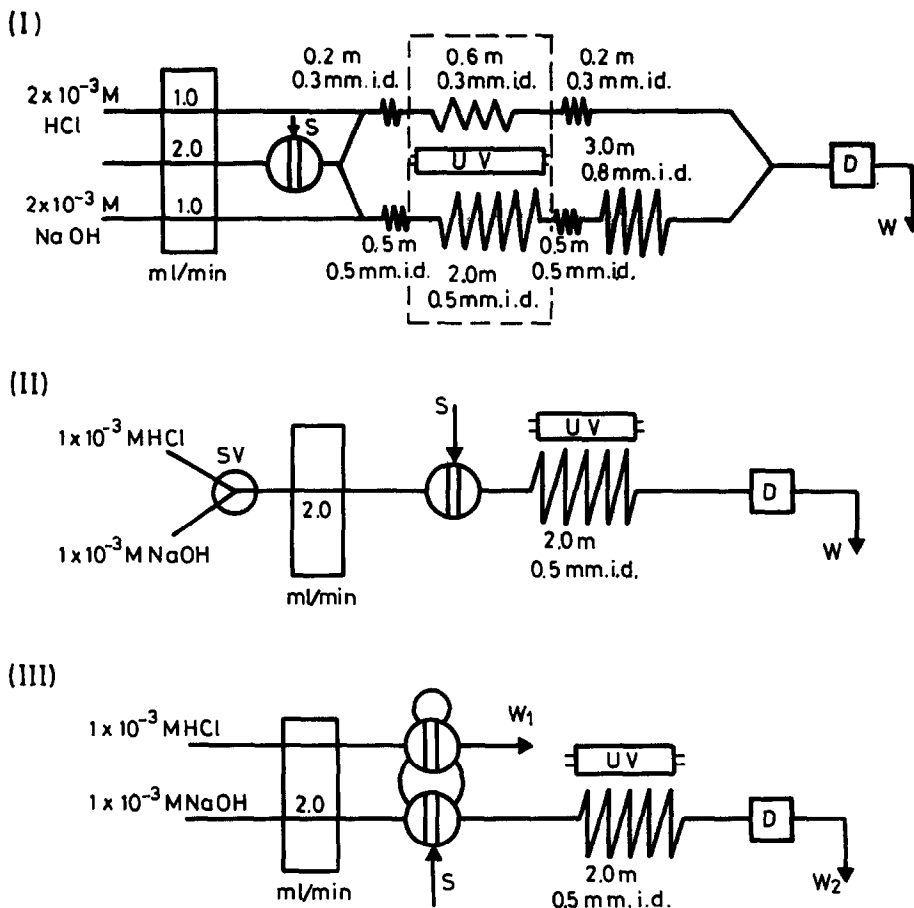 (I)
0.2 m
0.3 mm. i.d.
0.6 m
0.3 mm. i.d.
0.2 m
0.3 mm. i.d.
2×10⁻³ M
HCl
1.0
S
2.0
UV
3.0 m
0.8 mm. i.d.
D
2×10⁻³ M
NaOH
1.0
W
ml/min
0.5 m
0.5 mm. i.d.
2.0 m
0.5 mm. i.d.
0.5 m
0.5 mm. i.d.
(II)
1×10⁻³ MHCl
SV
S
UV
2.0
D
1×10⁻³ M NaOH
2.0 m
0.5 mm. i.d.
W
ml/min
(III)
1×10⁻³ MHCl
W₁
UV
1×10⁻³ MNaOH
2.0
D
S
2.0 m
0.5 mm. i.d.
W₂
ml/min